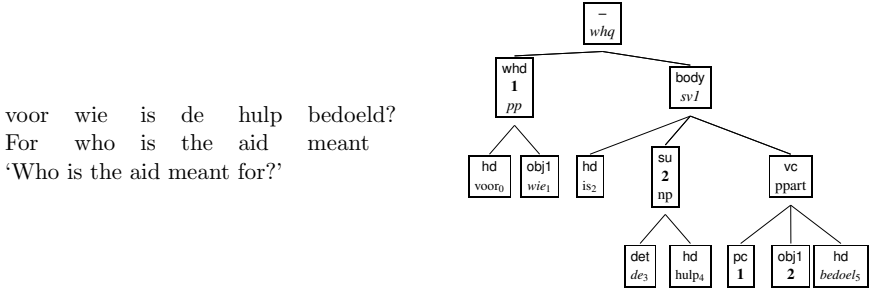 voor wie is de hulp bedoeld?
For who is the aid meant
‘Who is the aid meant for?’
–
whq
whd
1
pp
body
sv1
hd
voor0
obj1
wie1
hd
is2
su
2
np
vc
ppart
det
de3
hd
hulp4
pc
1
obj1
2
hd
bedoel5